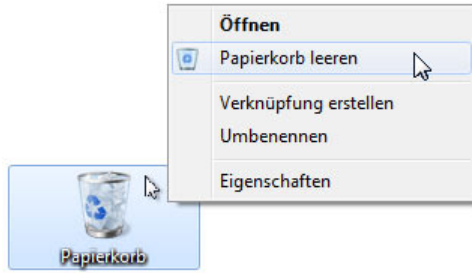 Öffnen
Papierkorb leeren
Verknüpfung erstellen
Umbenennen
Eigenschaften
Papierkorb